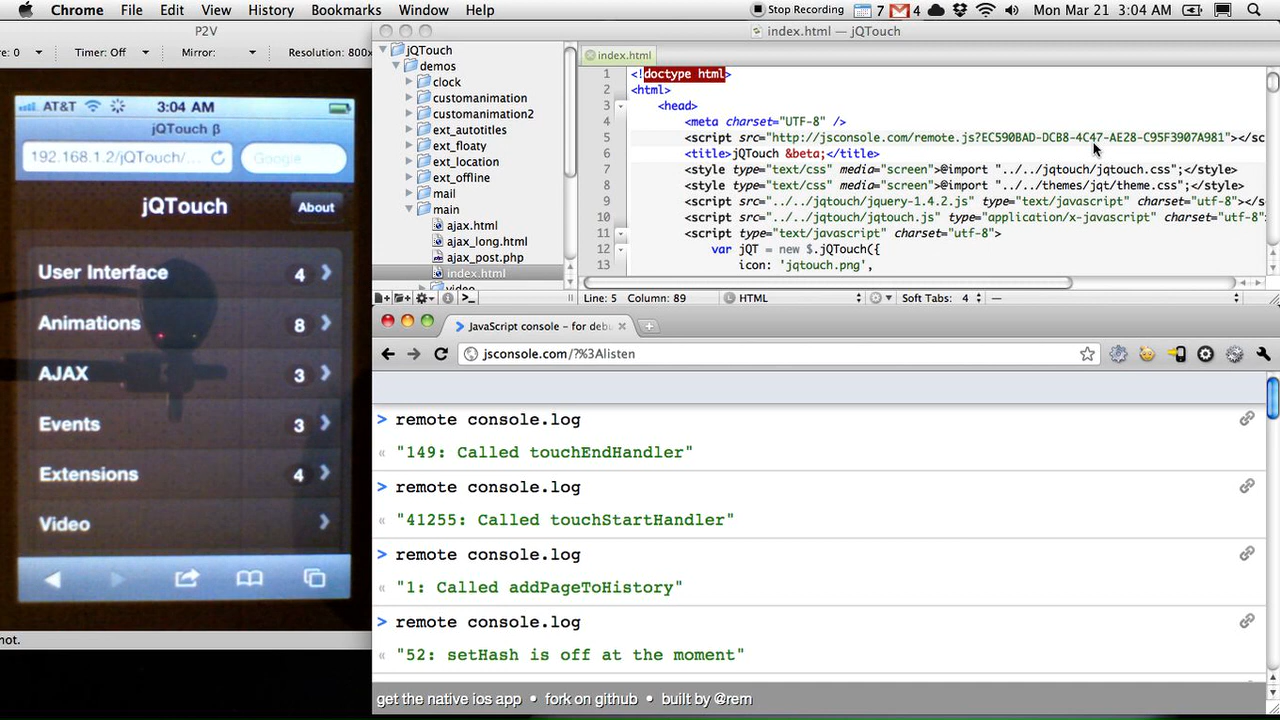 Chrome File Edit View History Bookmarks Window Help Stop Recording 7 4 Mon Mar 21 3:04 AM
P2V
re: 0 Timer: Off Mirror: Resolution: 800x
AT&T 3:04 AM
jQTouch β
192.168.1.2/jQTouch/... Google
jQTouch About
User Interface 4
Animations 8
AJAX 3
Events 3
Extensions 4
Video
not.
index.html — jQTouch
jQTouch
demos
clock
customanimation
customanimation2
ext_autotitles
ext_floaty
ext_location
ext_offline
mail
main
ajax.html
ajax_long.html
ajax_post.php
index.html
video
index.html
1 <!doctype html>
2 <html>
3 <head>
4 <meta charset="UTF-8" />
5 <script src="http://jsconsole.com/remote.js?EC590BAD-DCB8-4C47-AE28-C95F3907A981"></sc
6 <title>jQTouch &beta;</title>
7 <style type="text/css" media="screen">@import "../../jqtouch/jqtouch.css";</style>
8 <style type="text/css" media="screen">@import "../../themes/jqt/theme.css";</style>
9 <script src="../../jqtouch/jquery-1.4.2.js" type="text/javascript" charset="utf-8"></s
10 <script src="../../jqtouch/jqtouch.js" type="application/x-javascript" charset="utf-8"
11 <script type="text/javascript" charset="utf-8">
12 var jQT = new $.jQTouch({
13 icon: 'jqtouch.png',
Line: 5 Column: 89 HTML Soft Tabs: 4 —
JavaScript console – for debu
jsconsole.com/?%3Alisten
> remote console.log
« "149: Called touchEndHandler"
> remote console.log
« "41255: Called touchStartHandler"
> remote console.log
« "1: Called addPageToHistory"
> remote console.log
« "52: setHash is off at the moment"
get the native ios app • fork on github • built by @rem